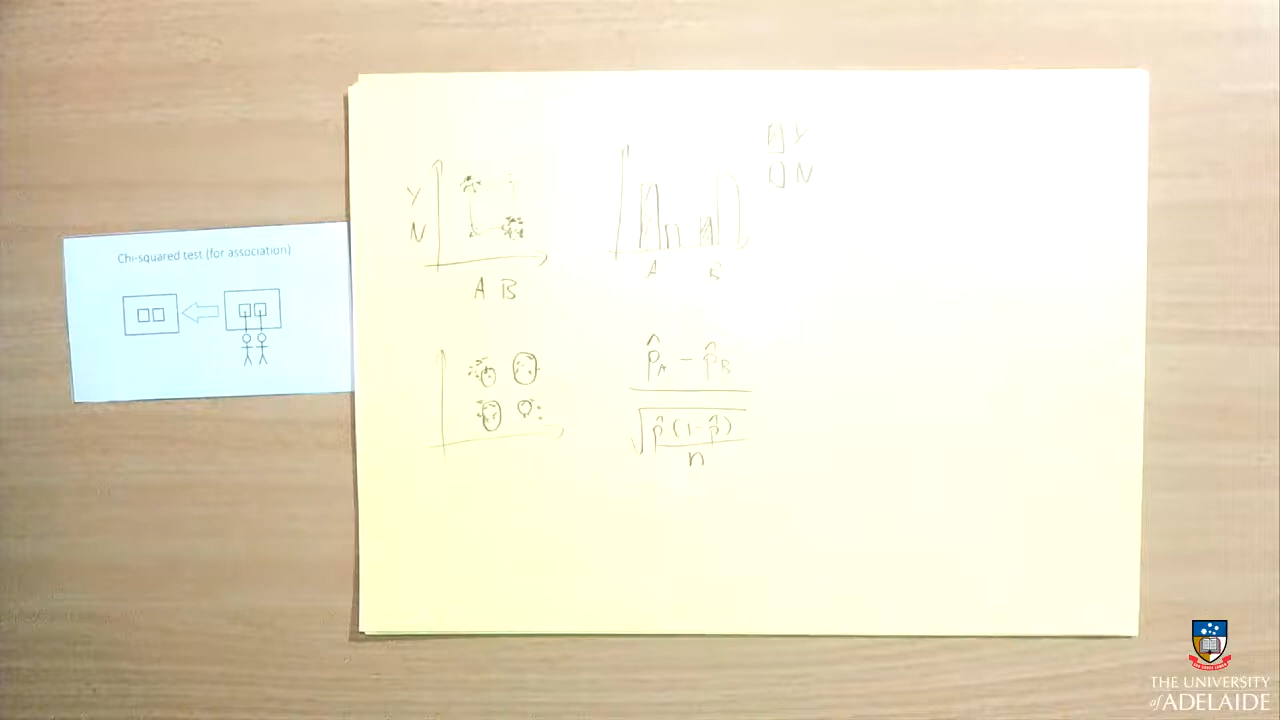 Chi-squared test (for association)
Y
N
A B
Y
N
A B
p̂A - p̂B
√p̂(1-p̂)
n
THE UNIVERSITY
of ADELAIDE